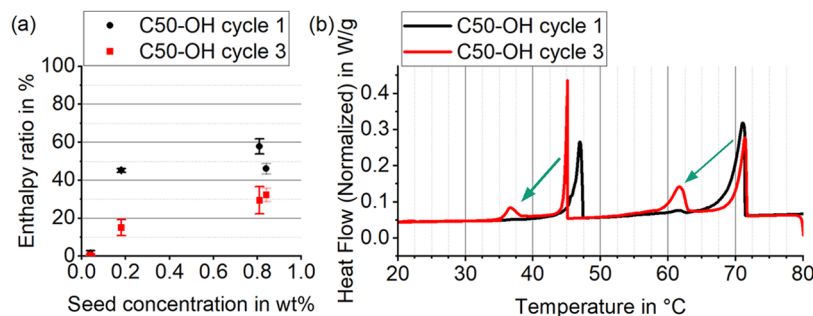 (a)
C50-OH cycle 1
C50-OH cycle 3
Enthalpy ratio in %
100
80
60
40
20
0
0.0 0.2 0.4 0.6 0.8 1.0
Seed concentration in wt%
(b)
C50-OH cycle 1
C50-OH cycle 3
Heat Flow (Normalized) in W/g
0.4
0.3
0.2
0.1
0.0
20 30 40 50 60 70 80
Temperature in °C